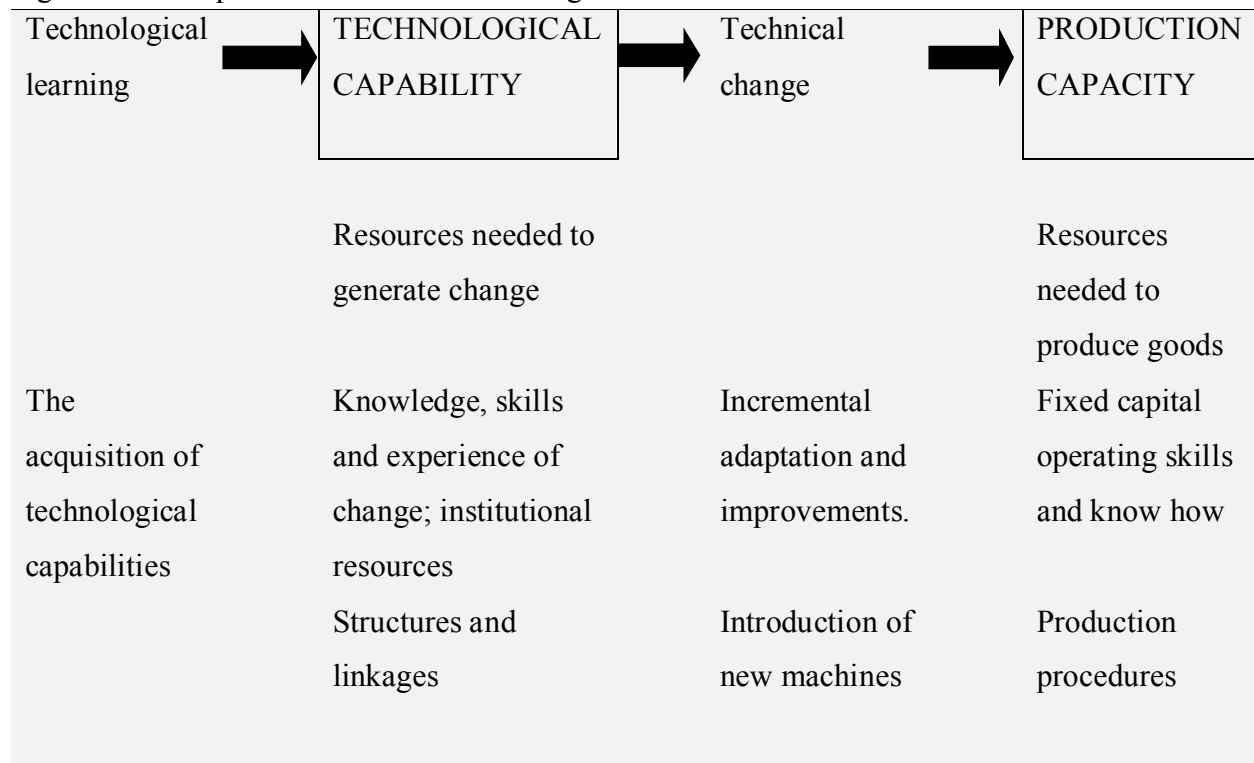 Technological
learning
TECHNOLOGICAL
CAPABILITY
Technical
change
PRODUCTION
CAPACITY
Resources needed to
generate change
Resources
needed to
produce goods
The
acquisition of
technological
capabilities
Knowledge, skills
and experience of
change; institutional
resources
Incremental
adaptation and
improvements.
Fixed capital
operating skills
and know how
Structures and
linkages
Introduction of
new machines
Production
procedures